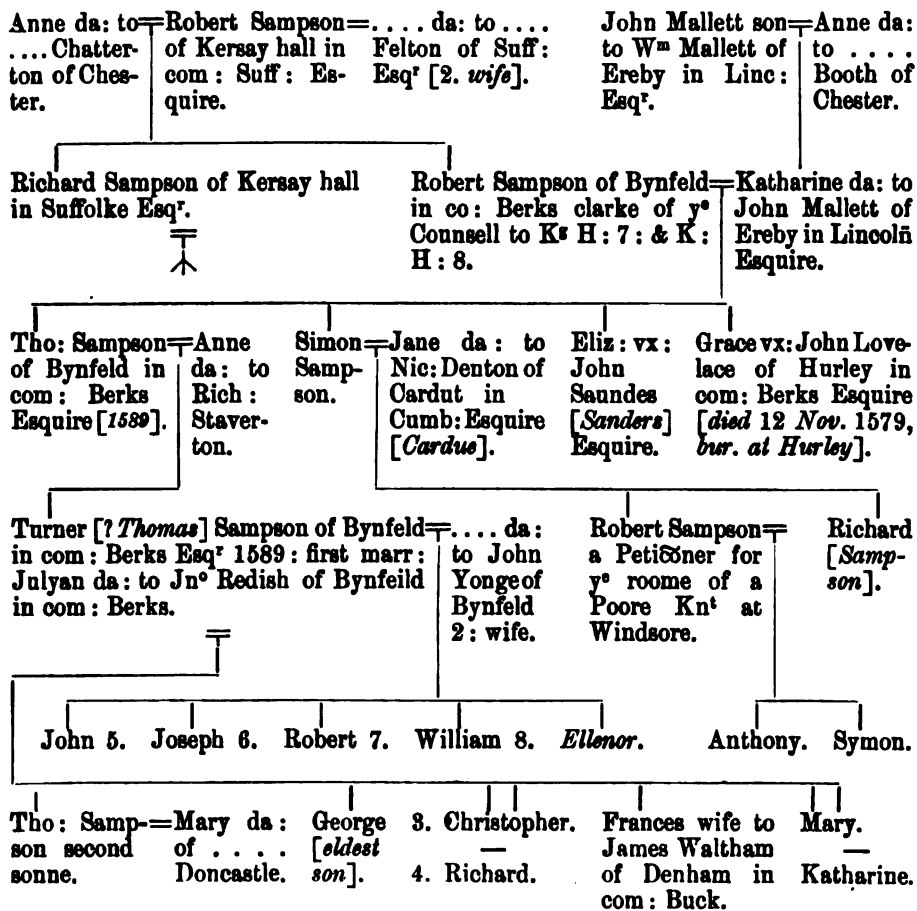 Anne da: to
.... Chatter-
ton of Ches-
ter.
Robert Sampson
of Kersay hall in
com: Suff: Es-
quire.
.... da: to ....
Felton of Suff:
Esqʳ [2. wife].
John Mallett son
to Wᵐ Mallett of
Ereby in Linc:
Esqʳ.
Anne da:
to ....
Booth of
Chester.
Richard Sampson of Kersay hall
in Suffolke Esqʳ.
Robert Sampson of Bynfeld
in co: Berks clarke of yᵉ
Counsell to Kˢ H: 7: & K:
H: 8.
Katharine da: to
John Mallett of
Ereby in Lincolñ
Esquire.
Tho: Sampson
of Bynfeld in
com: Berks
Esquire [1589].
Anne
da: to
Rich:
Staver-
ton.
Simon
Samp-
son.
Jane da: to
Nic: Denton of
Cardut in
Cumb: Esquire
[Cardue].
Eliz: vx:
John
Saundes
[Sanders]
Esquire.
Grace vx: John Love-
lace of Hurley in
com: Berks Esquire
[died 12 Nov. 1579,
bur. at Hurley].
Turner [? Thomas] Sampson of Bynfeld
in com: Berks Esqʳ 1589: first marr:
Julyan da: to Jnᵒ Redish of Bynfeild
in com: Berks.
.... da:
to John
Yonge of
Bynfeld
2: wife.
Robert Sampson
a Peticõner for
yᵉ roome of a
Poore Knᵗ at
Windsore.
Richard
[Samp-
son].
John 5. Joseph 6. Robert 7. William 8. Ellenor.
Anthony. Symon.
Tho: Samp-
son second
sonne.
Mary da:
of ....
Doncastle.
George
[eldest
son].
3. Christopher.
—
4. Richard.
Frances wife to
James Waltham
of Denham in
com: Buck.
Mary.
—
Katharine.